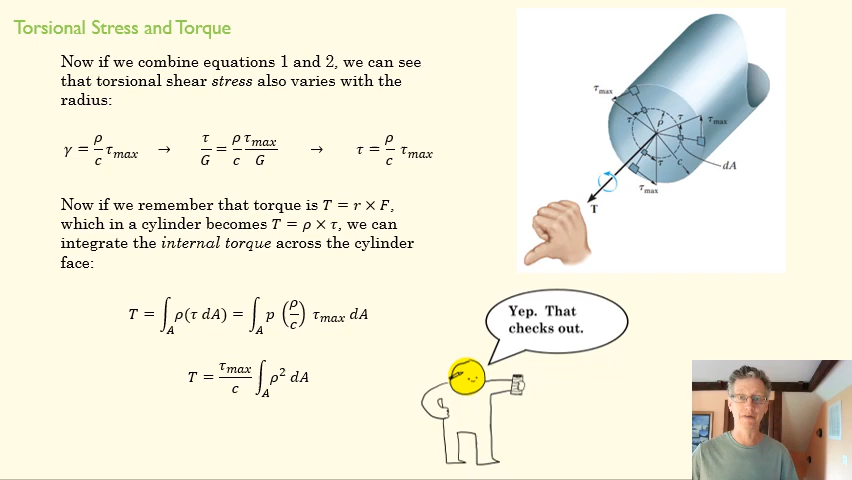 Torsional Stress and Torque
Now if we combine equations 1 and 2, we can see
that torsional shear stress also varies with the
radius:
γ = ρ/c τmax → τ/G = ρ/c τmax/G → τ = ρ/c τmax
Now if we remember that torque is T = r × F,
which in a cylinder becomes T = ρ × τ, we can
integrate the internal torque across the cylinder
face:
T = ∫A ρ(τ dA) = ∫A p (ρ/c) τmax dA
T = τmax/c ∫A ρ² dA
τmax
τ
ρ
τ
τmax
τ
c
dA
τmax
T
Yep. That
checks out.